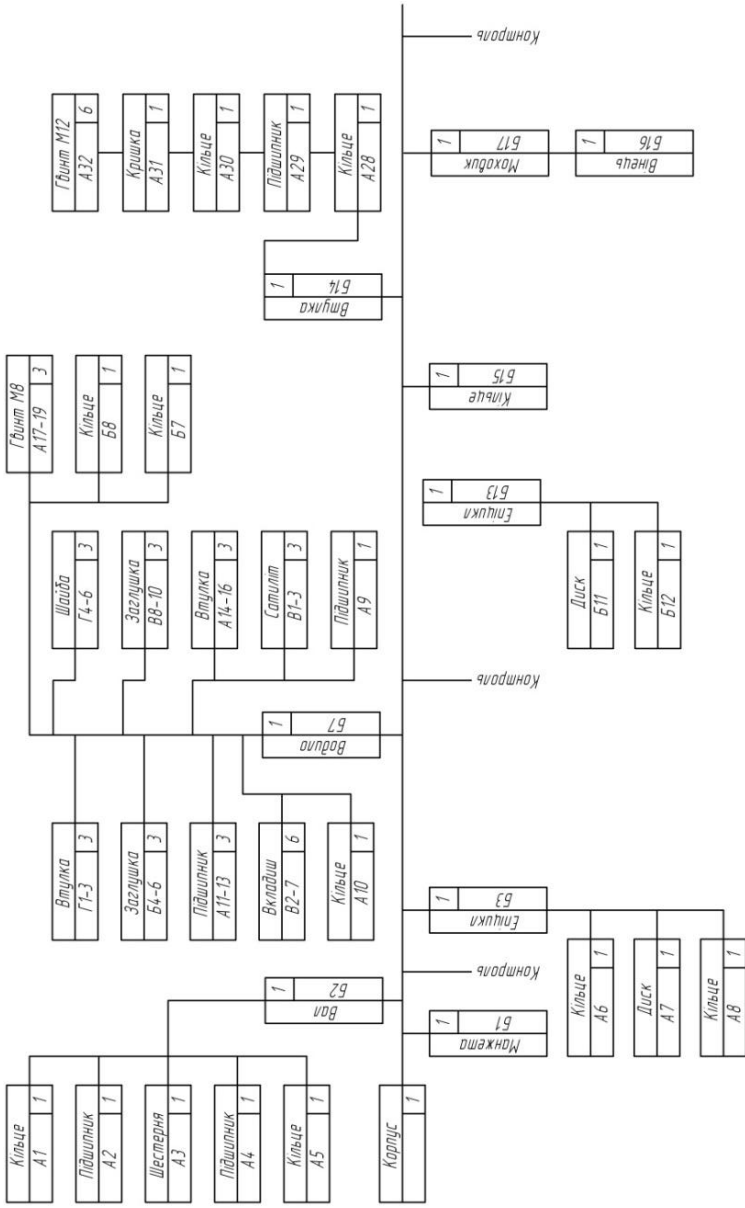 Кільце
А1
1
Підшипник
А2
1
Шестерня
А3
1
Підшипник
А4
1
Кільце
А5
1
Корпус
1
Вал
Б2
1
Манжета
Б1
1
Контроль
Епіцикл
Б3
1
Кільце
А6
1
Диск
А7
1
Кільце
А8
1
Втулка
Г1-3
3
Заглушка
Б4-6
3
Підшипник
А11-13
3
Вкладиш
В2-7
6
Кільце
А10
1
Водило
Б7
1
Контроль
Шайба
Г4-6
3
Заглушка
В8-10
3
Втулка
А14-16
3
Сатиліт
В1-3
3
Підшипник
А9
1
Гвинт М8
А17-19
3
Кільце
Б8
1
Кільце
Б7
1
Епіцикл
Б13
1
Диск
Б11
1
Кільце
Б12
1
Кільце
Б15
1
Втулка
Б14
1
Гвинт М12
А32
6
Кришка
А31
1
Кільце
А30
1
Підшипник
А29
1
Кільце
А28
1
Моховик
Б17
1
Вінець
Б16
1
Контроль